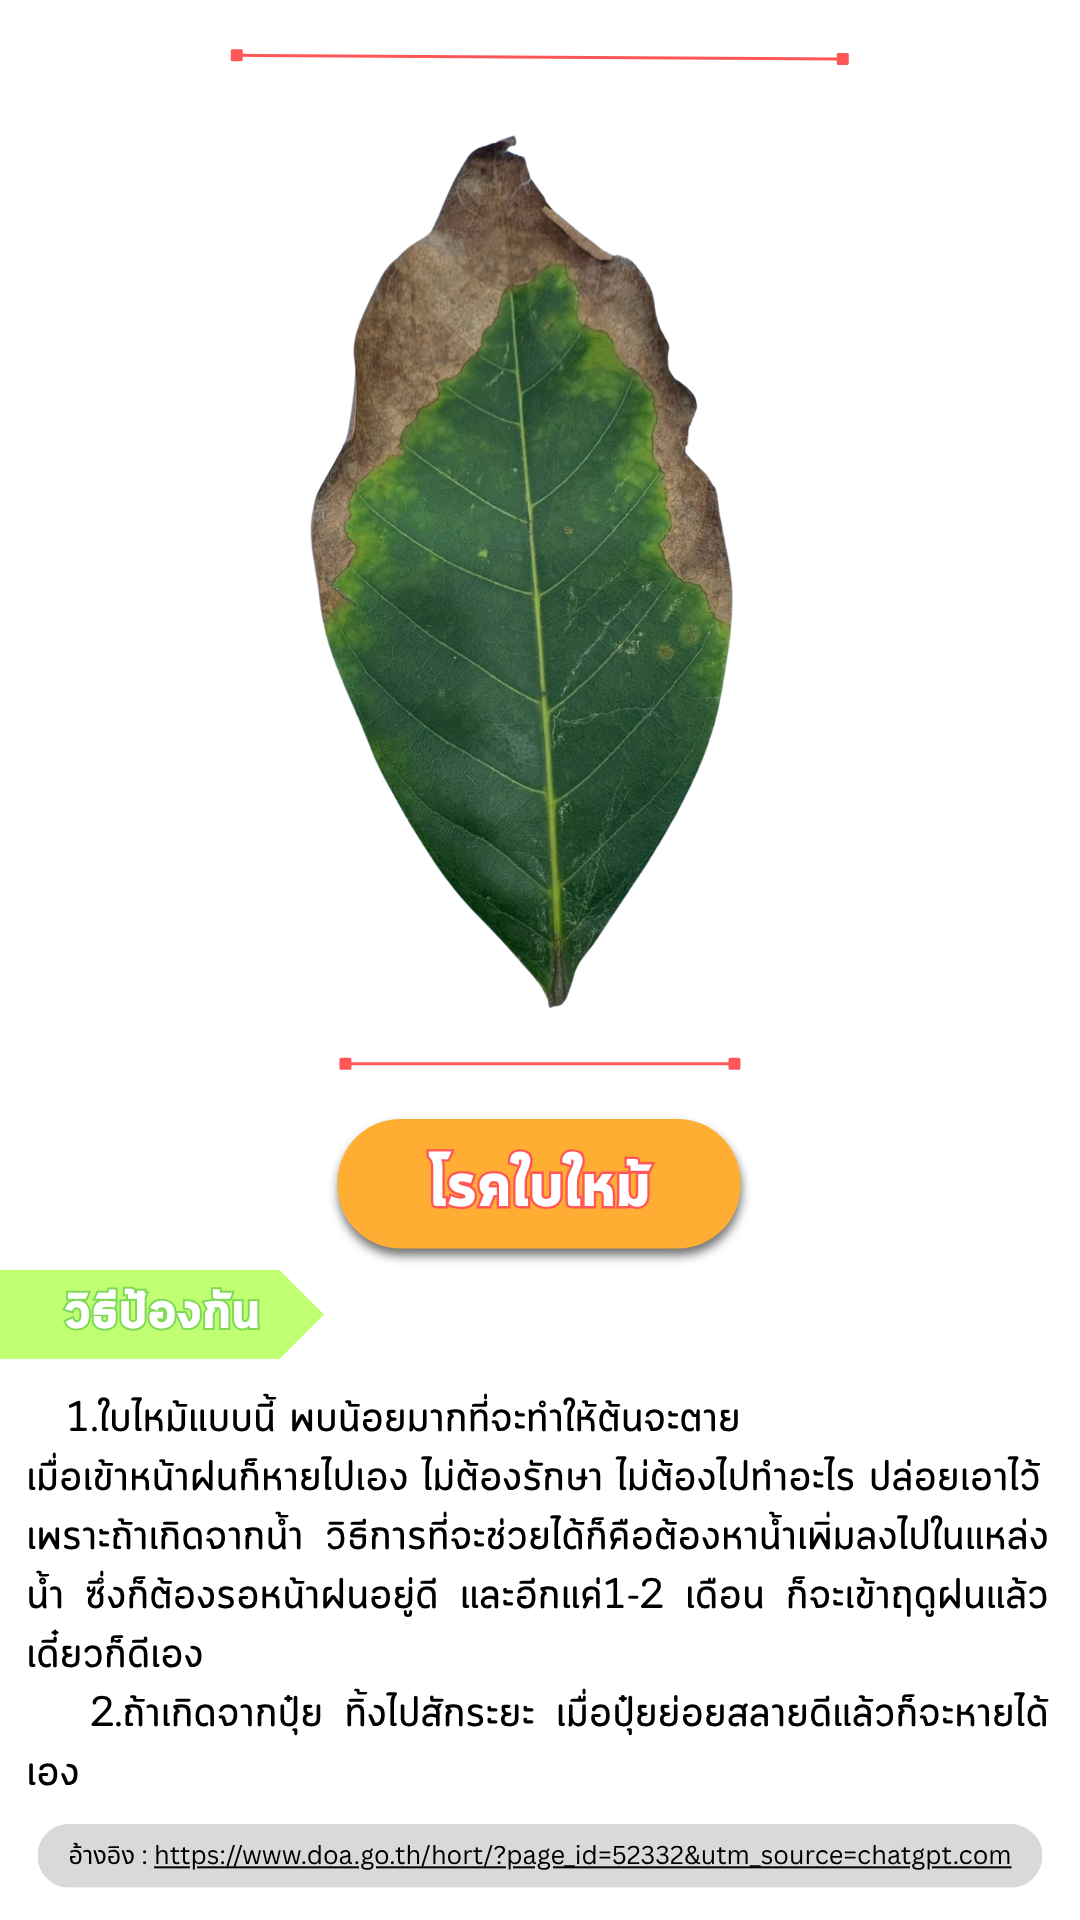 โรคใบใหม้
วิธีป้องกัน
1.ใบไหม้แบบนี้ พบน้อยมากที่จะทำให้ต้นจะตาย
เมื่อเข้าหน้าฝนก็หายไปเอง ไม่ต้องรักษา ไม่ต้องไปทำอะไร ปล่อยเอาไว้
เพราะถ้าเกิดจากน้ำ วิธีการที่จะช่วยได้ก็คือต้องหาน้ำเพิ่มลงไปในแหล่ง
น้ำ ซึ่งก็ต้องรอหน้าฝนอยู่ดี และอีกแค่1-2 เดือน ก็จะเข้าฤดูฝนแล้ว
เดี๋ยวก็ดีเอง
2.ถ้าเกิดจากปุ๋ย ทิ้งไปสักระยะ เมื่อปุ๋ยย่อยสลายดีแล้วก็จะหายได้
เอง
อ้างอิง : https://www.doa.go.th/hort/?page_id=52332&utm_source=chatgpt.com